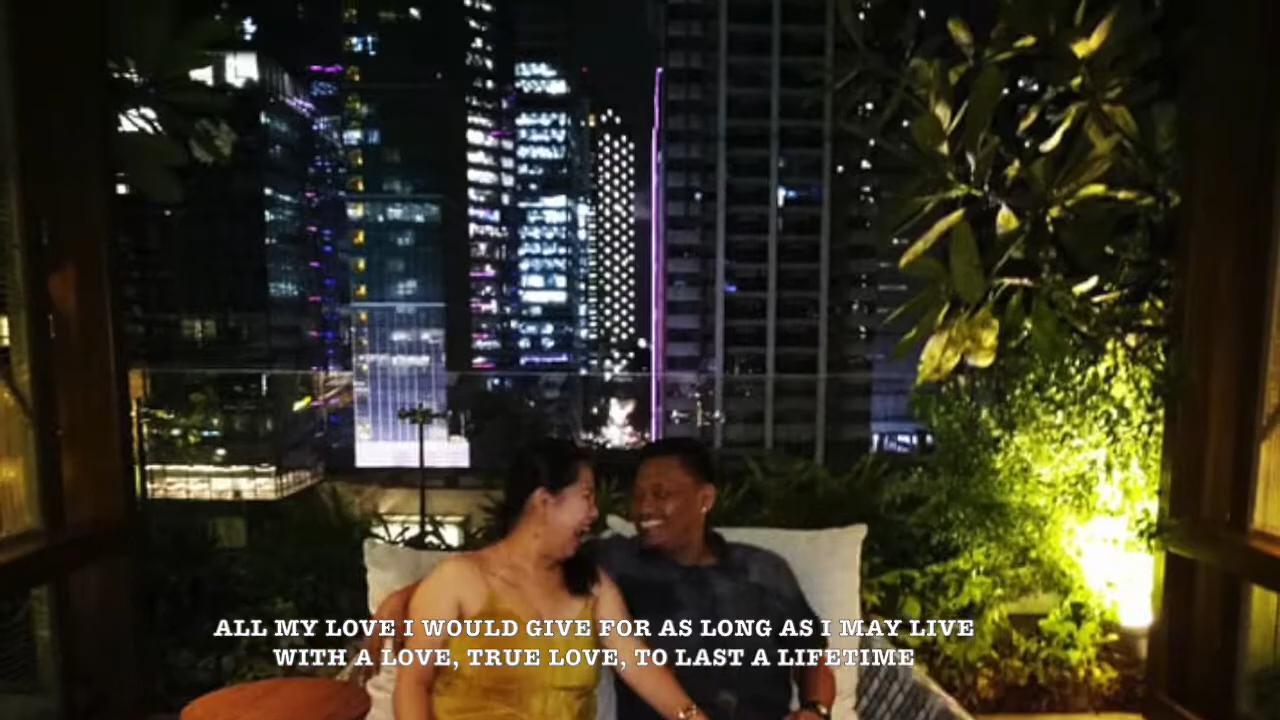 ALL MY LOVE I WOULD GIVE FOR AS LONG AS I MAY LIVE
WITH A LOVE, TRUE LOVE, TO LAST A LIFETIME